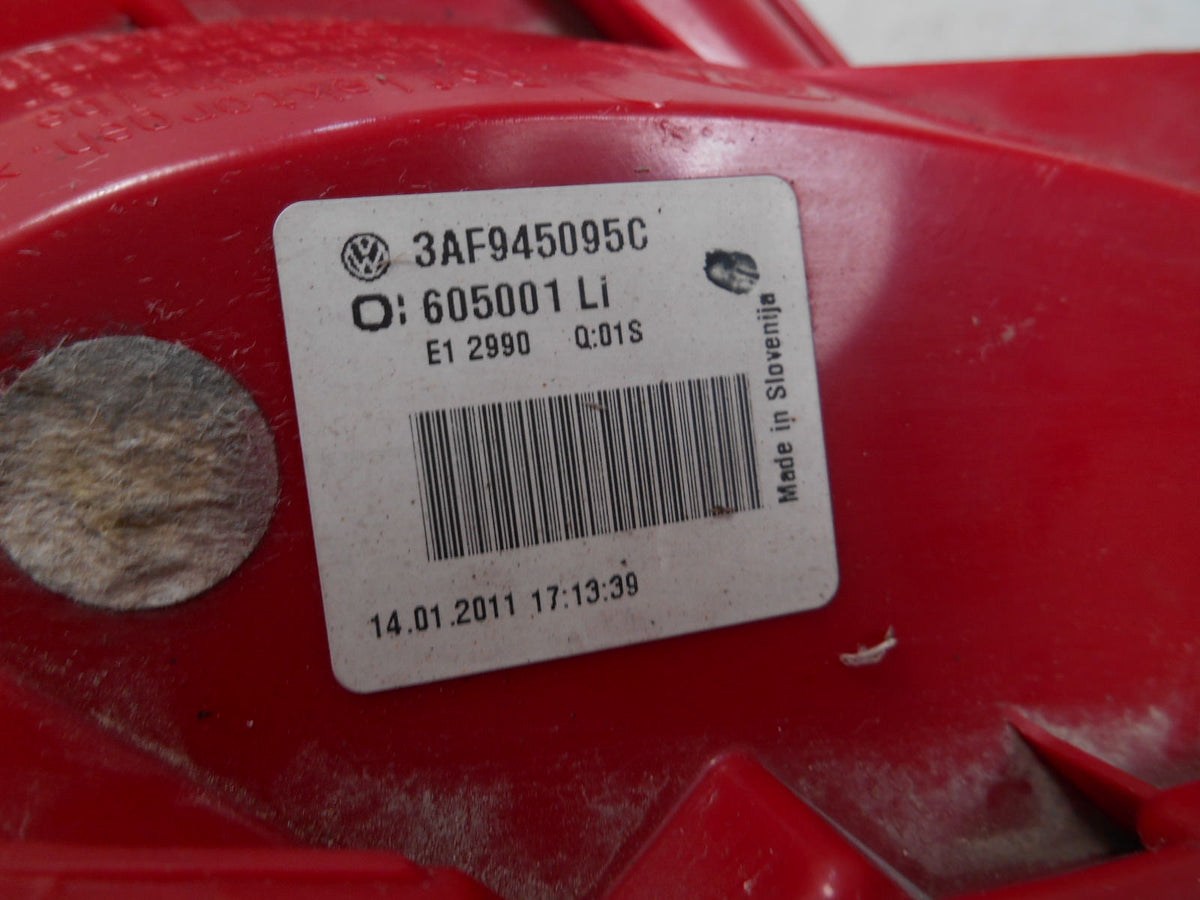 3AF945095C
O: 605001 Li
E1 2990 Q:01S
Made in Slovenija
14.01.2011 17:13:39